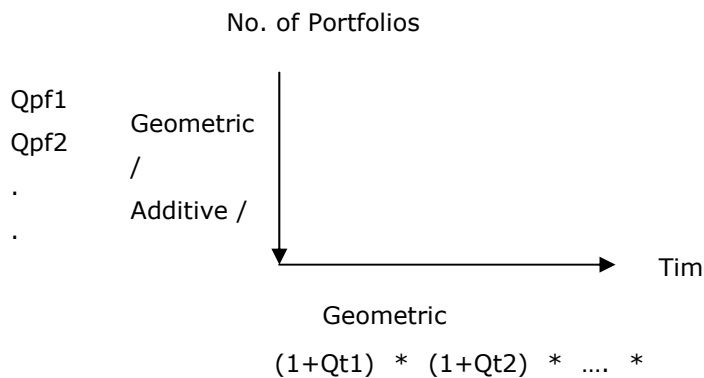 No. of Portfolios
Qpf1
Qpf2
.
.
Geometric
/
Additive /
Tim
Geometric
(1+Qt1) * (1+Qt2) * …. *